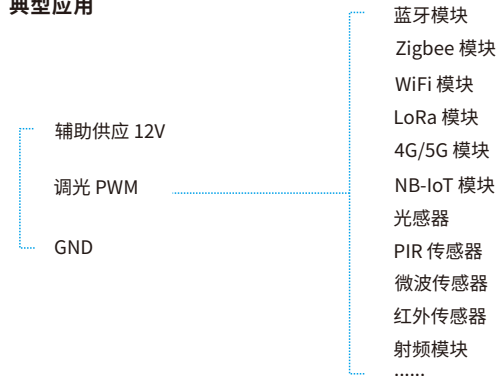 典型应用
辅助供应 12V
调光 PWM
GND
蓝牙模块
Zigbee 模块
WiFi 模块
LoRa 模块
4G/5G 模块
NB-IoT 模块
光感器
PIR 传感器
微波传感器
红外传感器
射频模块
......